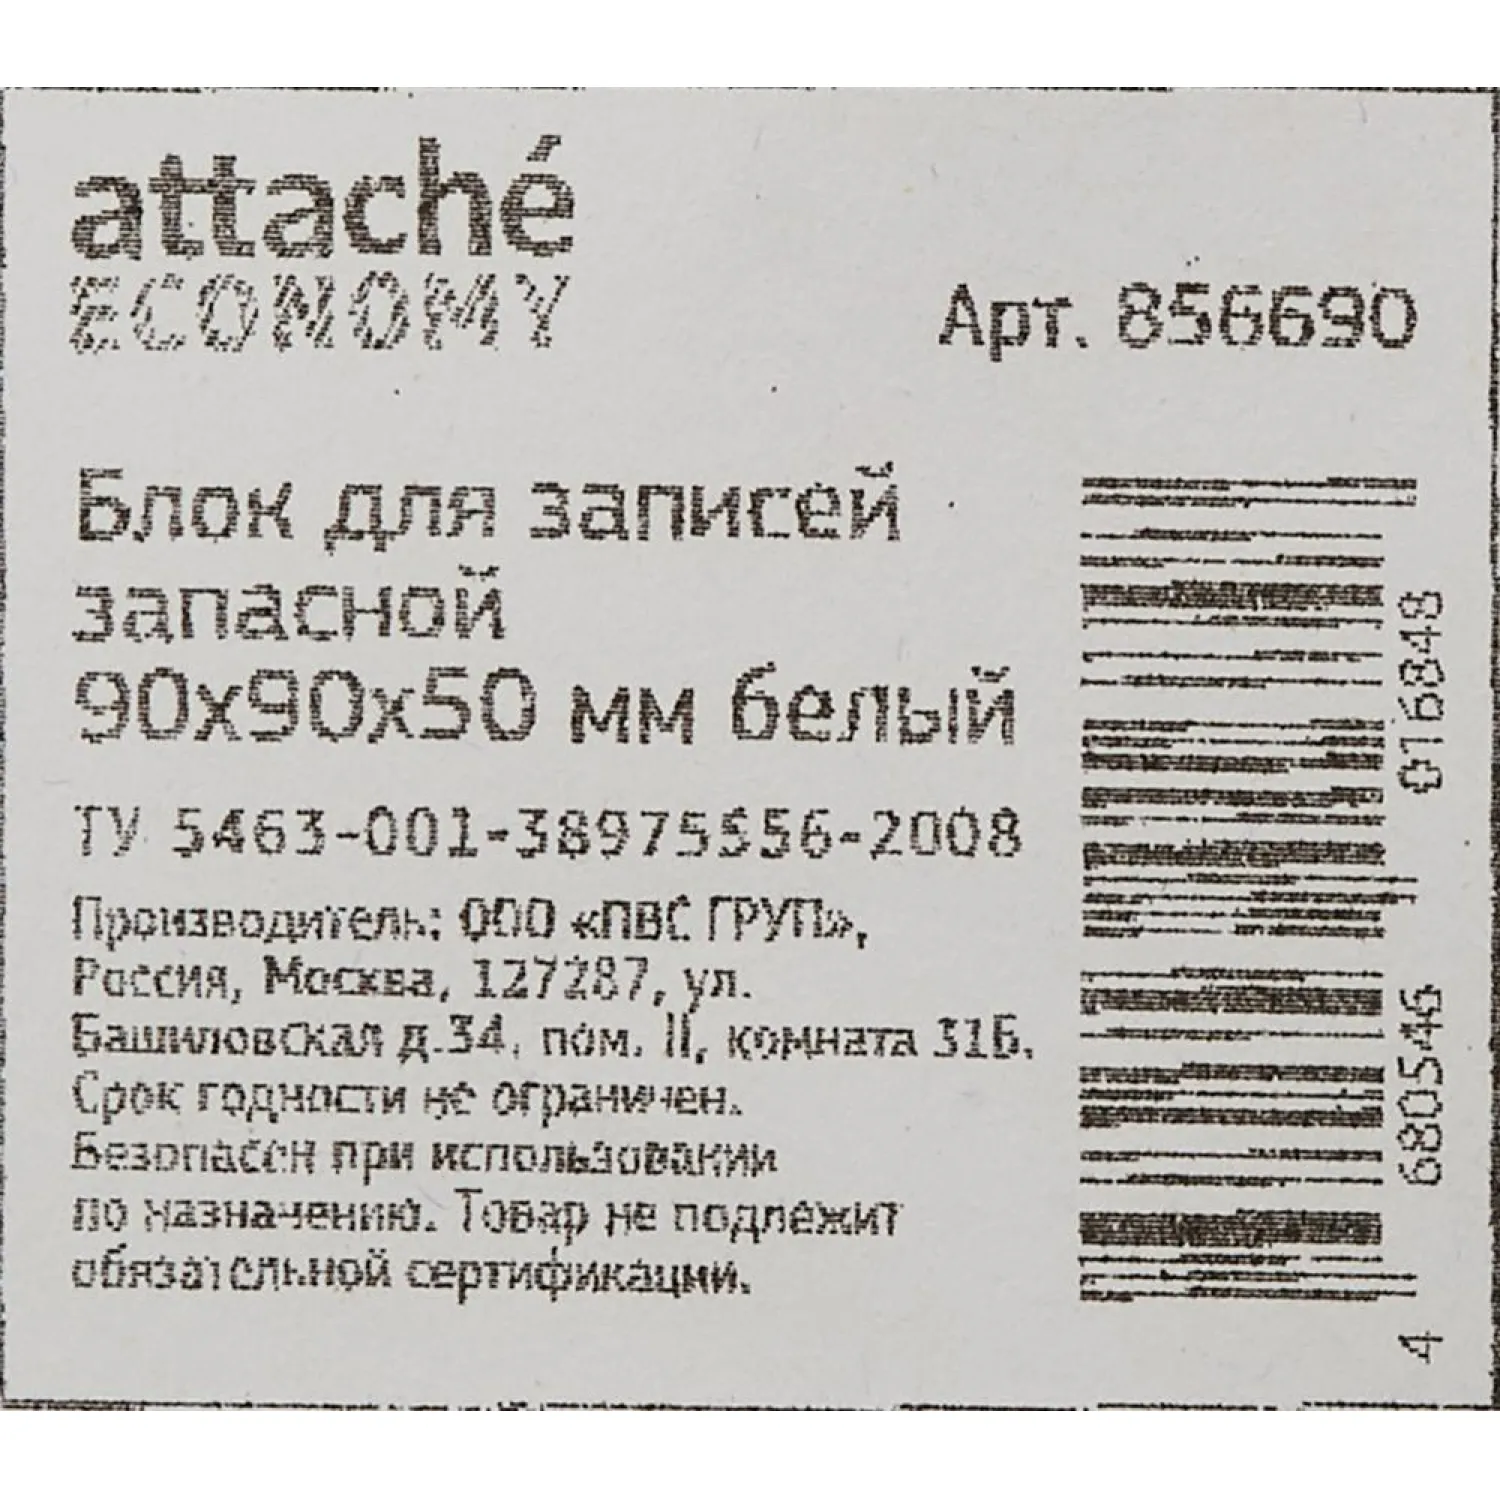 attaché
ECONOMY
Арт. 856690
Блок для записей
запасной
90х90х50 мм белый
ТУ 5463-001-38975556-2008
Производитель: ООО «ПВС ГРУП»,
Россия, Москва, 127287, ул.
Башиловская д.34, пом. II, комната 31Б.
Срок годности не ограничен.
Безопасен при использовании
по назначению. Товар не подлежит
обязательной сертификации.
4 680546 016848